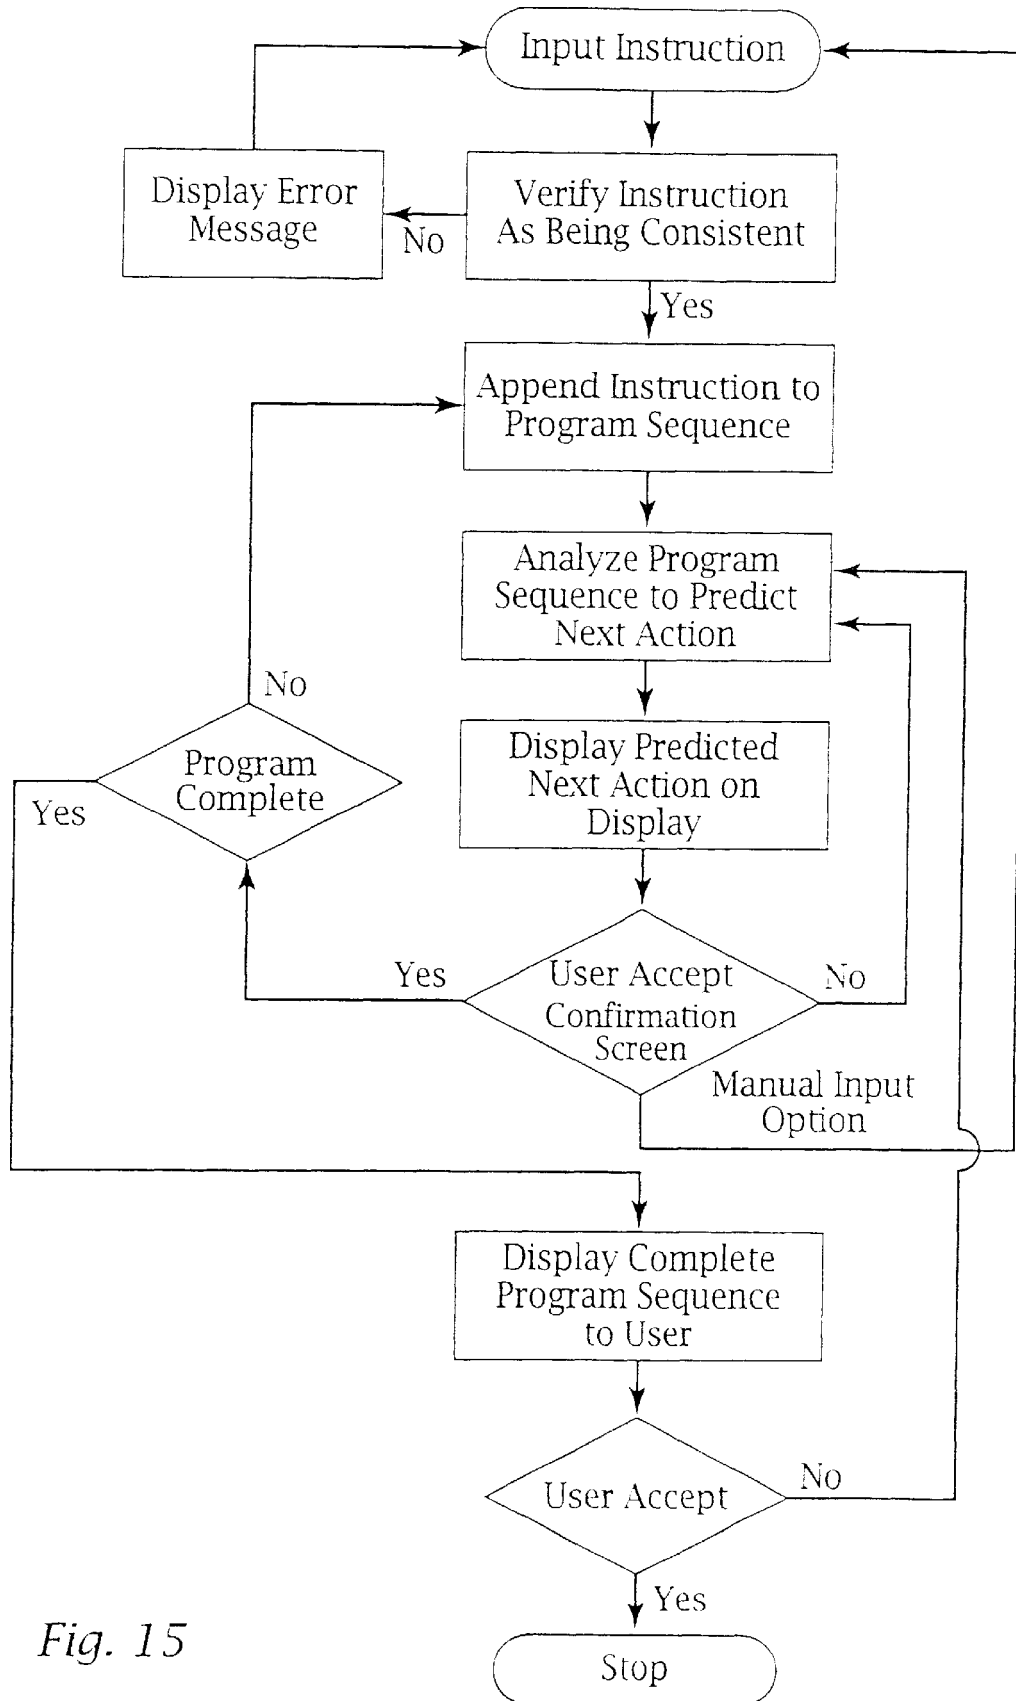 Input Instruction
Display Error
Message
No
Verify Instruction
As Being Consistent
Yes
Append Instruction to
Program Sequence
Analyze Program
Sequence to Predict
Next Action
No
Program
Complete
Yes
Display Predicted
Next Action on
Display
Yes
User Accept
Confirmation
Screen
No
Manual Input
Option
Display Complete
Program Sequence
to User
User Accept
No
Yes
Stop
Fig. 15